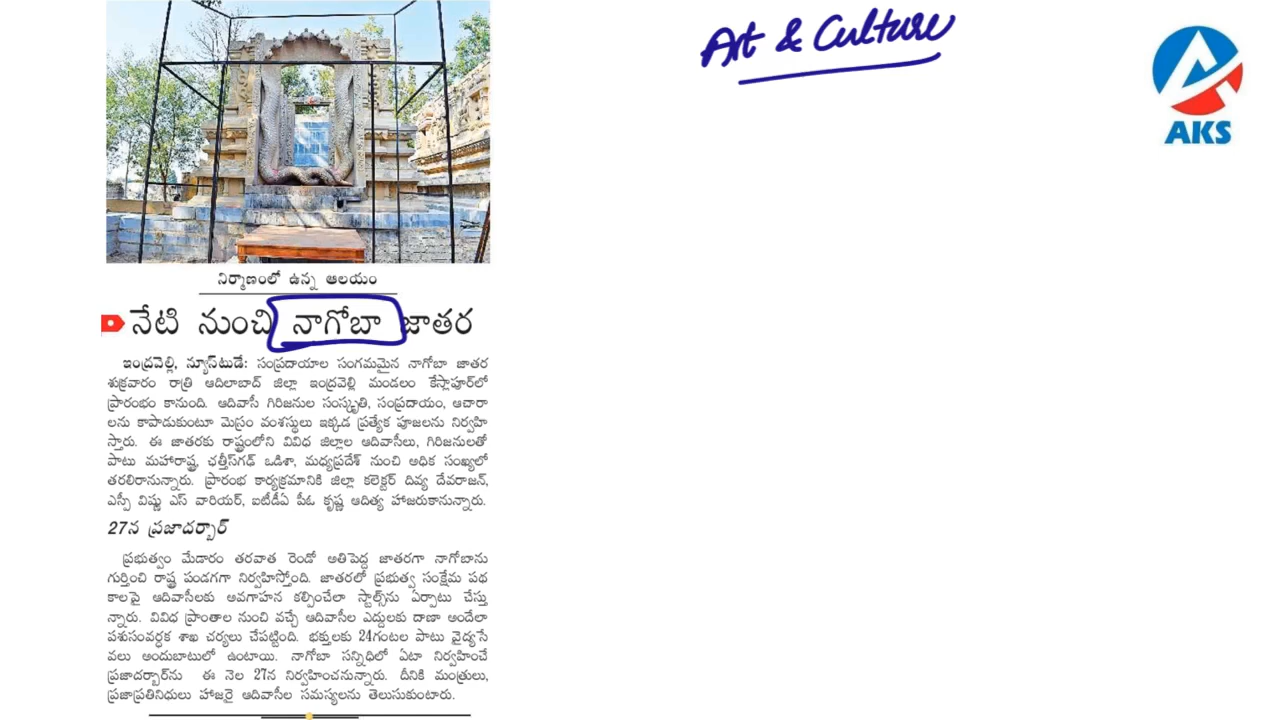 Art & Culture
AKS
నిర్మాణంలో ఉన్న ఆలయం
నేటి నుంచి నాగోబా జాతర
ఇంద్రవెల్లి, న్యూస్‌టుడే: సంప్రదాయాల సంగమమైన నాగోబా జాతర
శుక్రవారం రాత్రి ఆదిలాబాద్ జిల్లా ఇంద్రవెల్లి మండలం కేస్లాపూర్‌లో
ప్రారంభం కానుంది. ఆదివాసీ గిరిజనుల సంస్కృతి, సంప్రదాయం, ఆచారా
లను కాపాడుకుంటూ మెస్రం వంశస్థులు ఇక్కడ ప్రత్యేక పూజలను నిర్వహి
స్తారు. ఈ జాతరకు రాష్ట్రంలోని వివిధ జిల్లాల ఆదివాసీలు, గిరిజనులతో
పాటు మహారాష్ట్ర, ఛత్తీస్‌గఢ్ ఒడిశా, మధ్యప్రదేశ్ నుంచి అధిక సంఖ్యలో
తరలిరానున్నారు. ప్రారంభ కార్యక్రమానికి జిల్లా కలెక్టర్ దివ్య దేవరాజన్,
ఎస్పీ విష్ణు ఎస్ వారియర్, ఐటీడీఏ పీఓ కృష్ణ ఆదిత్య హాజరుకానున్నారు.
27న ప్రజాదర్బార్
ప్రభుత్వం మేడారం తరవాత రెండో అతిపెద్ద జాతరగా నాగోబాను
గుర్తించి రాష్ట్ర పండగగా నిర్వహిస్తోంది. జాతరలో ప్రభుత్వ సంక్షేమ పథ
కాలపై ఆదివాసీలకు అవగాహన కల్పించేలా స్టాల్స్‌ను ఏర్పాటు చేస్తు
న్నారు. వివిధ ప్రాంతాల నుంచి వచ్చే ఆదివాసీల ఎద్దులకు దాణా అందేలా
పశుసంవర్ధక శాఖ చర్యలు చేపట్టింది. భక్తులకు 24గంటల పాటు వైద్యసే
వలు అందుబాటులో ఉంటాయి. నాగోబా సన్నిధిలో ఏటా నిర్వహించే
ప్రజాదర్బార్‌ను ఈ నెల 27న నిర్వహించనున్నారు. దీనికి మంత్రులు,
ప్రజాప్రతినిధులు హాజరై ఆదివాసీల సమస్యలను తెలుసుకుంటారు.